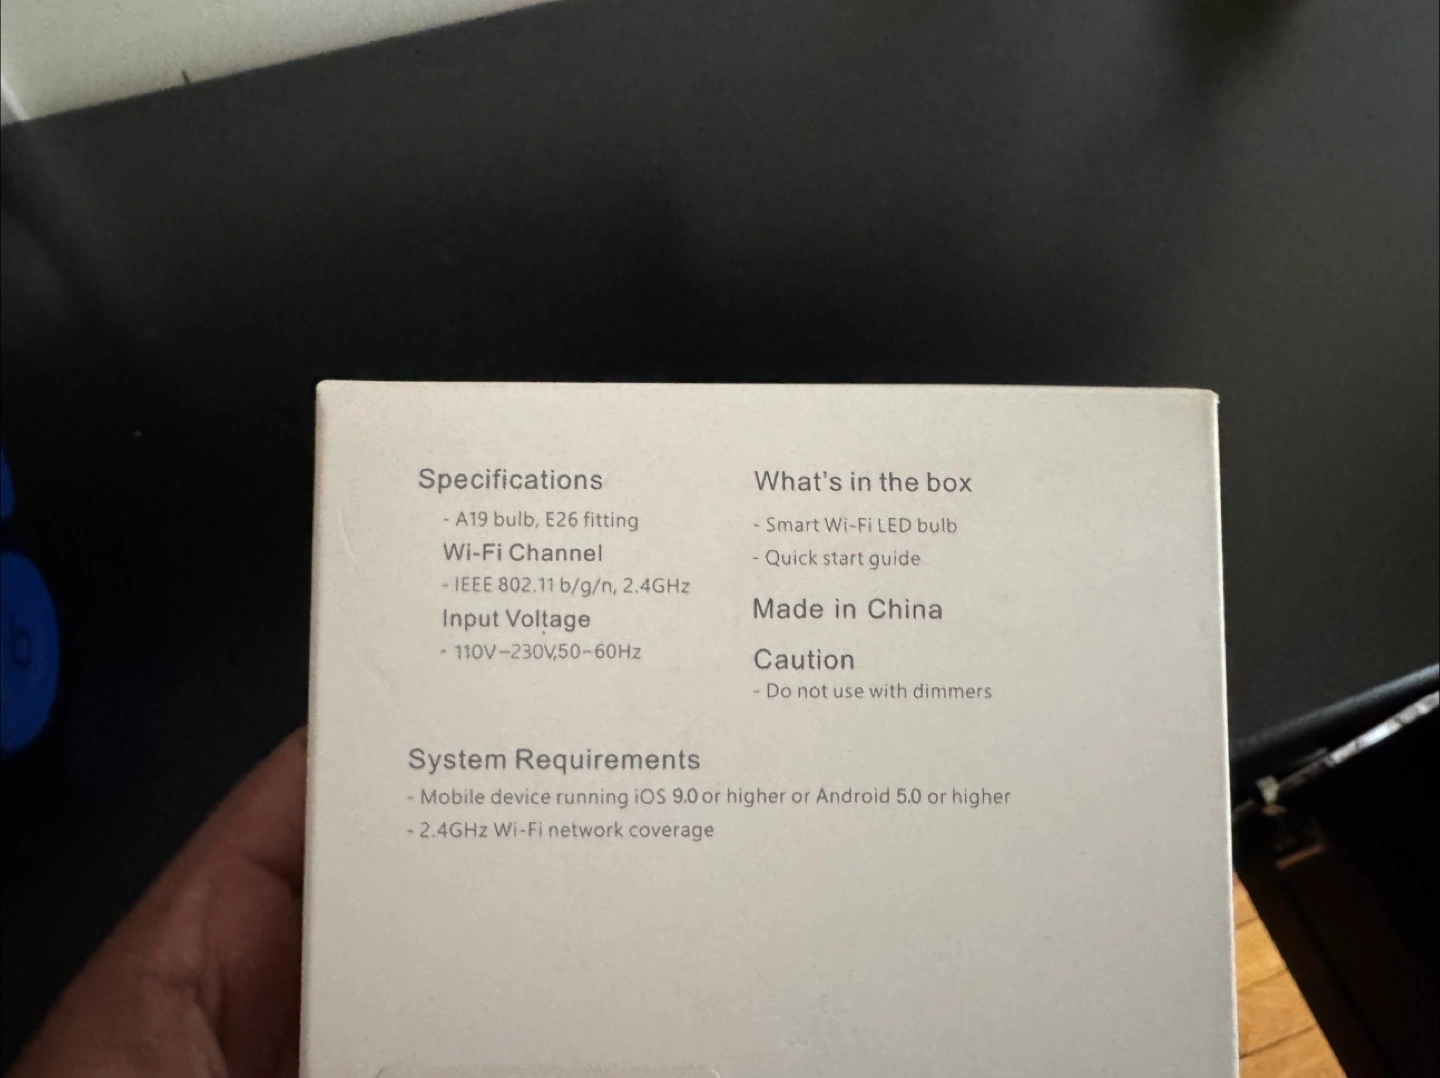 Specifications
- A19 bulb, E26 fitting
Wi-Fi Channel
- IEEE 802.11 b/g/n, 2.4GHz
Input Voltage
- 110V-230V,50-60Hz
What's in the box
- Smart Wi-Fi LED bulb
- Quick start guide
Made in China
Caution
- Do not use with dimmers
System Requirements
- Mobile device running iOS 9.0 or higher or Android 5.0 or higher
- 2.4GHz Wi-Fi network coverage